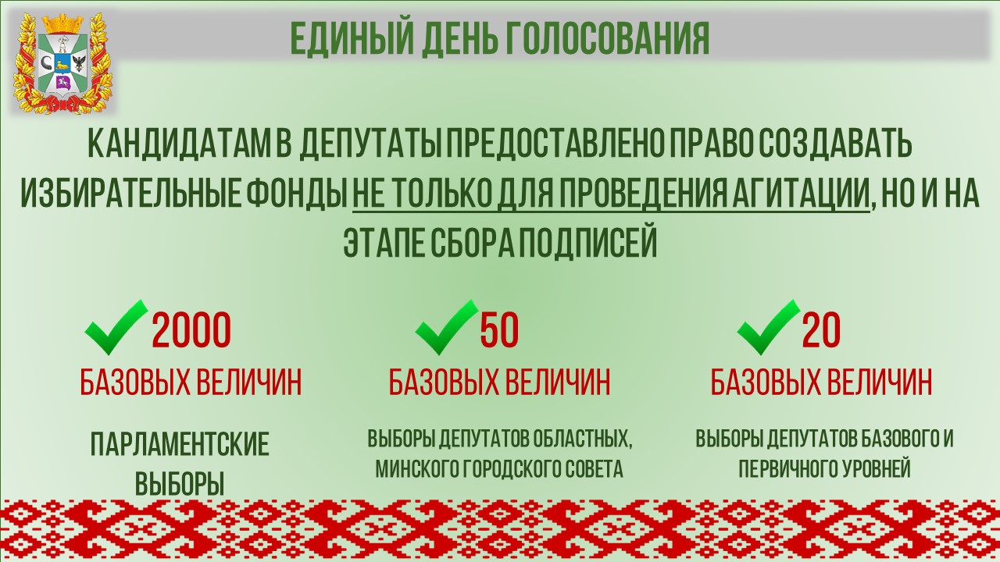 ЕДИНЫЙ ДЕНЬ ГОЛОСОВАНИЯ
КАНДИДАТАМ В ДЕПУТАТЫ ПРЕДОСТАВЛЕНО ПРАВО СОЗДАВАТЬ
ИЗБИРАТЕЛЬНЫЕ ФОНДЫ НЕ ТОЛЬКО ДЛЯ ПРОВЕДЕНИЯ АГИТАЦИИ, НО И НА
ЭТАПЕ СБОРА ПОДПИСЕЙ
2000
БАЗОВЫХ ВЕЛИЧИН
ПАРЛАМЕНТСКИЕ
ВЫБОРЫ
50
БАЗОВЫХ ВЕЛИЧИН
ВЫБОРЫ ДЕПУТАТОВ ОБЛАСТНЫХ,
МИНСКОГО ГОРОДСКОГО СОВЕТА
20
БАЗОВЫХ ВЕЛИЧИН
ВЫБОРЫ ДЕПУТАТОВ БАЗОВОГО И
ПЕРВИЧНОГО УРОВНЕЙ